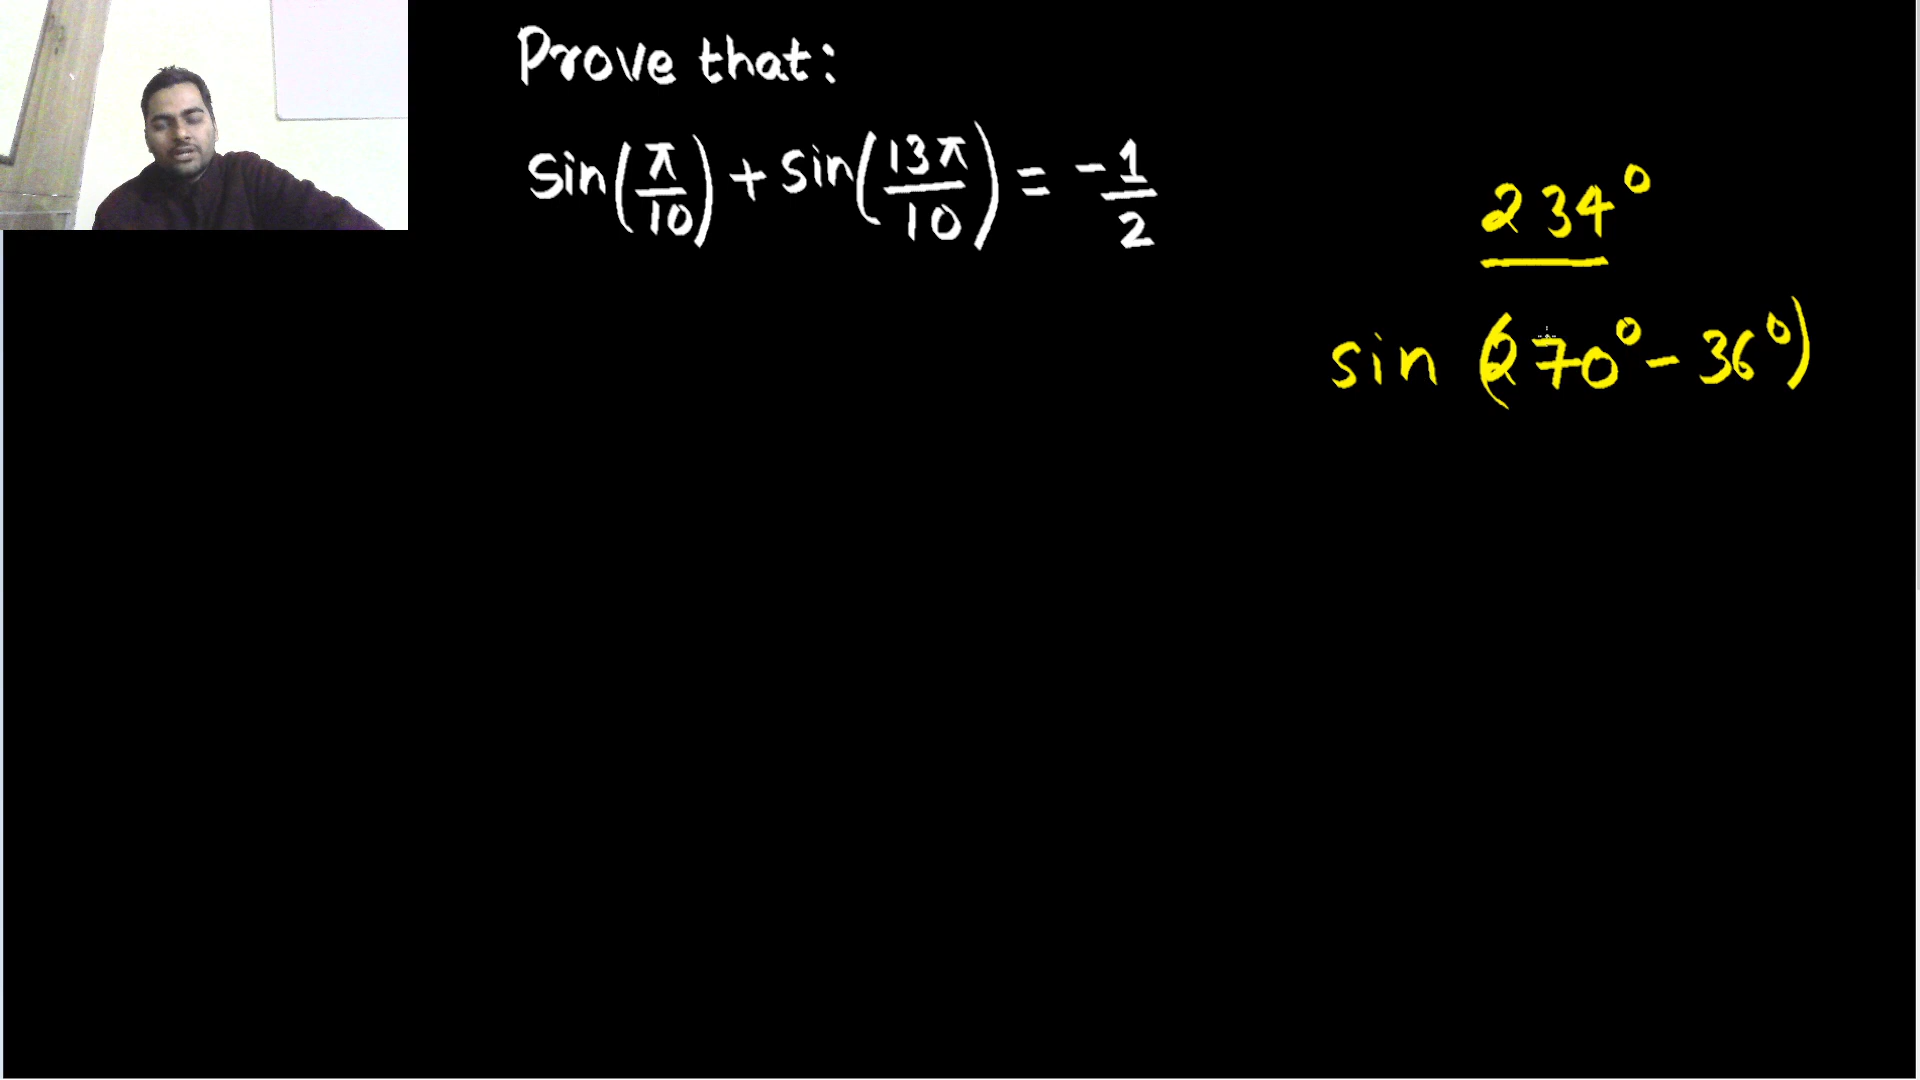 Prove that:
sin(π/10) + sin(13π/10) = -1/2
234°
sin (270° - 36°)